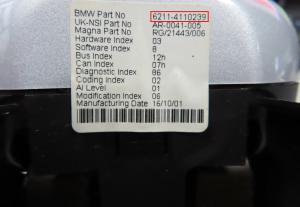 BMW Part No 6211-4110239
UK-NSI Part No AR-0041-005
Magna Part No RG/21443/006
Hardware Index 03
Software Index 8
Bus Index 12h
Can Index 07h
Diagnostic Index 86
Coding Index 02
AI Level 01
Modification Index 06
Manufacturing Date 16/10/01